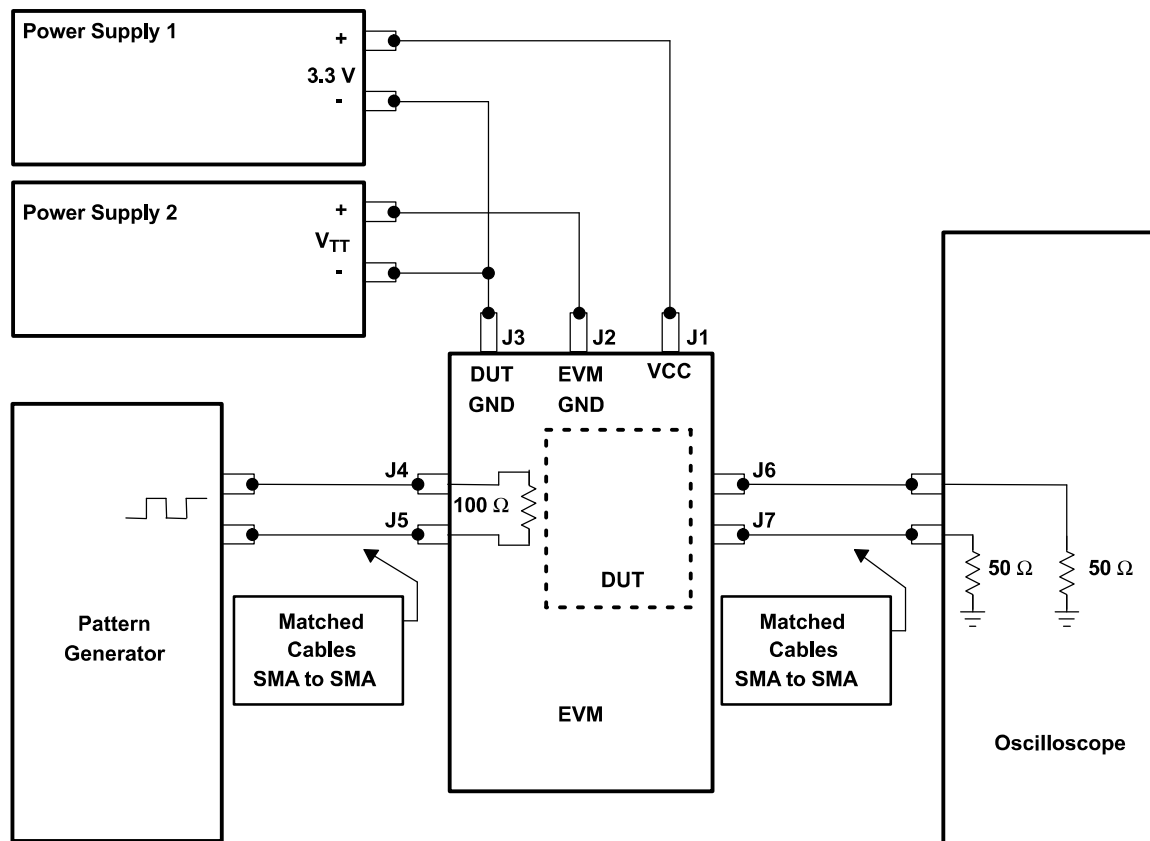 Power Supply 1
+
3.3 V
-
Power Supply 2
+
VTT
-
J3
J2
J1
DUT
GND
EVM
GND
VCC
J4
J5
100 Ω
J6
J7
DUT
50 Ω
50 Ω
Pattern
Generator
Matched
Cables
SMA to SMA
Matched
Cables
SMA to SMA
EVM
Oscilloscope